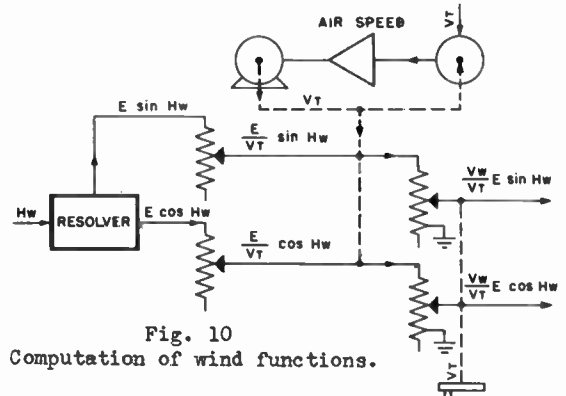 AIR SPEED
VT
VT
E sin Hw
E/VT sin Hw
Vw/VT E sin Hw
Hw
RESOLVER
E cos Hw
E/VT cos Hw
Vw/VT E cos Hw
VT
Fig. 10
Computation of wind functions.